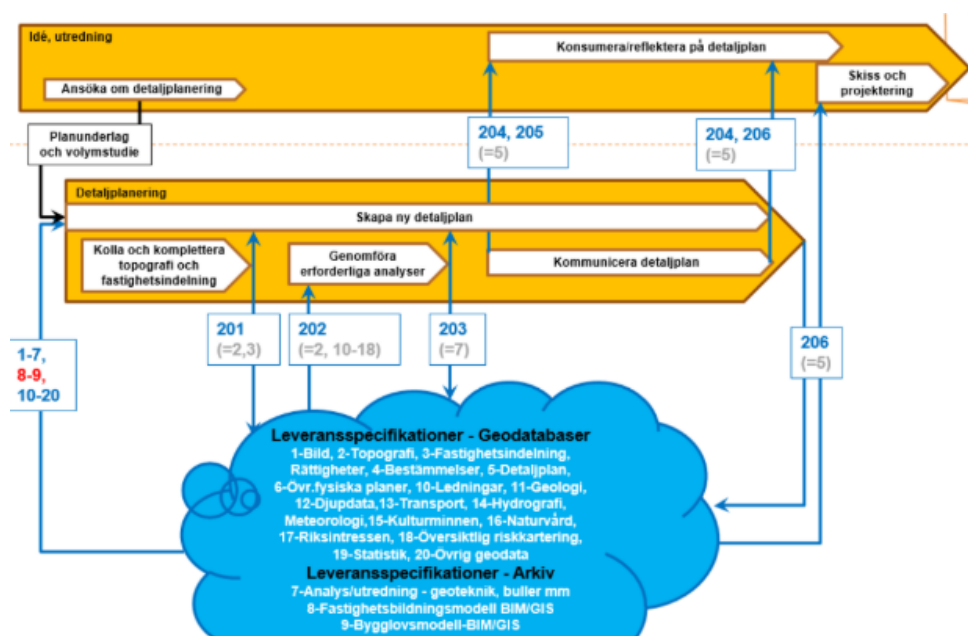 Idé, utredning
Konsumera/reflektera på detaljplan
Ansöka om detaljplanering
Skiss och
projektering
Planunderlag
och volymstudie
204, 205
(=5)
204, 206
(=5)
Detaljplanering
Skapa ny detaljplan
Kolla och komplettera
topografi och
fastighetsindelning
Genomföra
erforderliga analyser
Kommunicera detaljplan
201
(=2,3)
202
(=2, 10-18)
203
(=7)
206
(=5)
1-7,
8-9,
10-20
Leveransspecifikationer - Geodatabaser
1-Bild, 2-Topografi, 3-Fastighetsindelning,
Rättigheter, 4-Bestämmelser, 5-Detaljplan,
6-Övr.fysiska planer, 10-Ledningar, 11-Geologi,
12-Djupdata,13-Transport, 14-Hydrografi,
Meteorologi,15-Kulturminnen, 16-Naturvård,
17-Riksintressen, 18-Översiktlig riskkartering,
19-Statistik, 20-Övrig geodata
Leveransspecifikationer - Arkiv
7-Analys/utredning - geoteknik, buller mm
8-Fastighetsbildningsmodell BIM/GIS
9-Bygglovsmodell-BIM/GIS